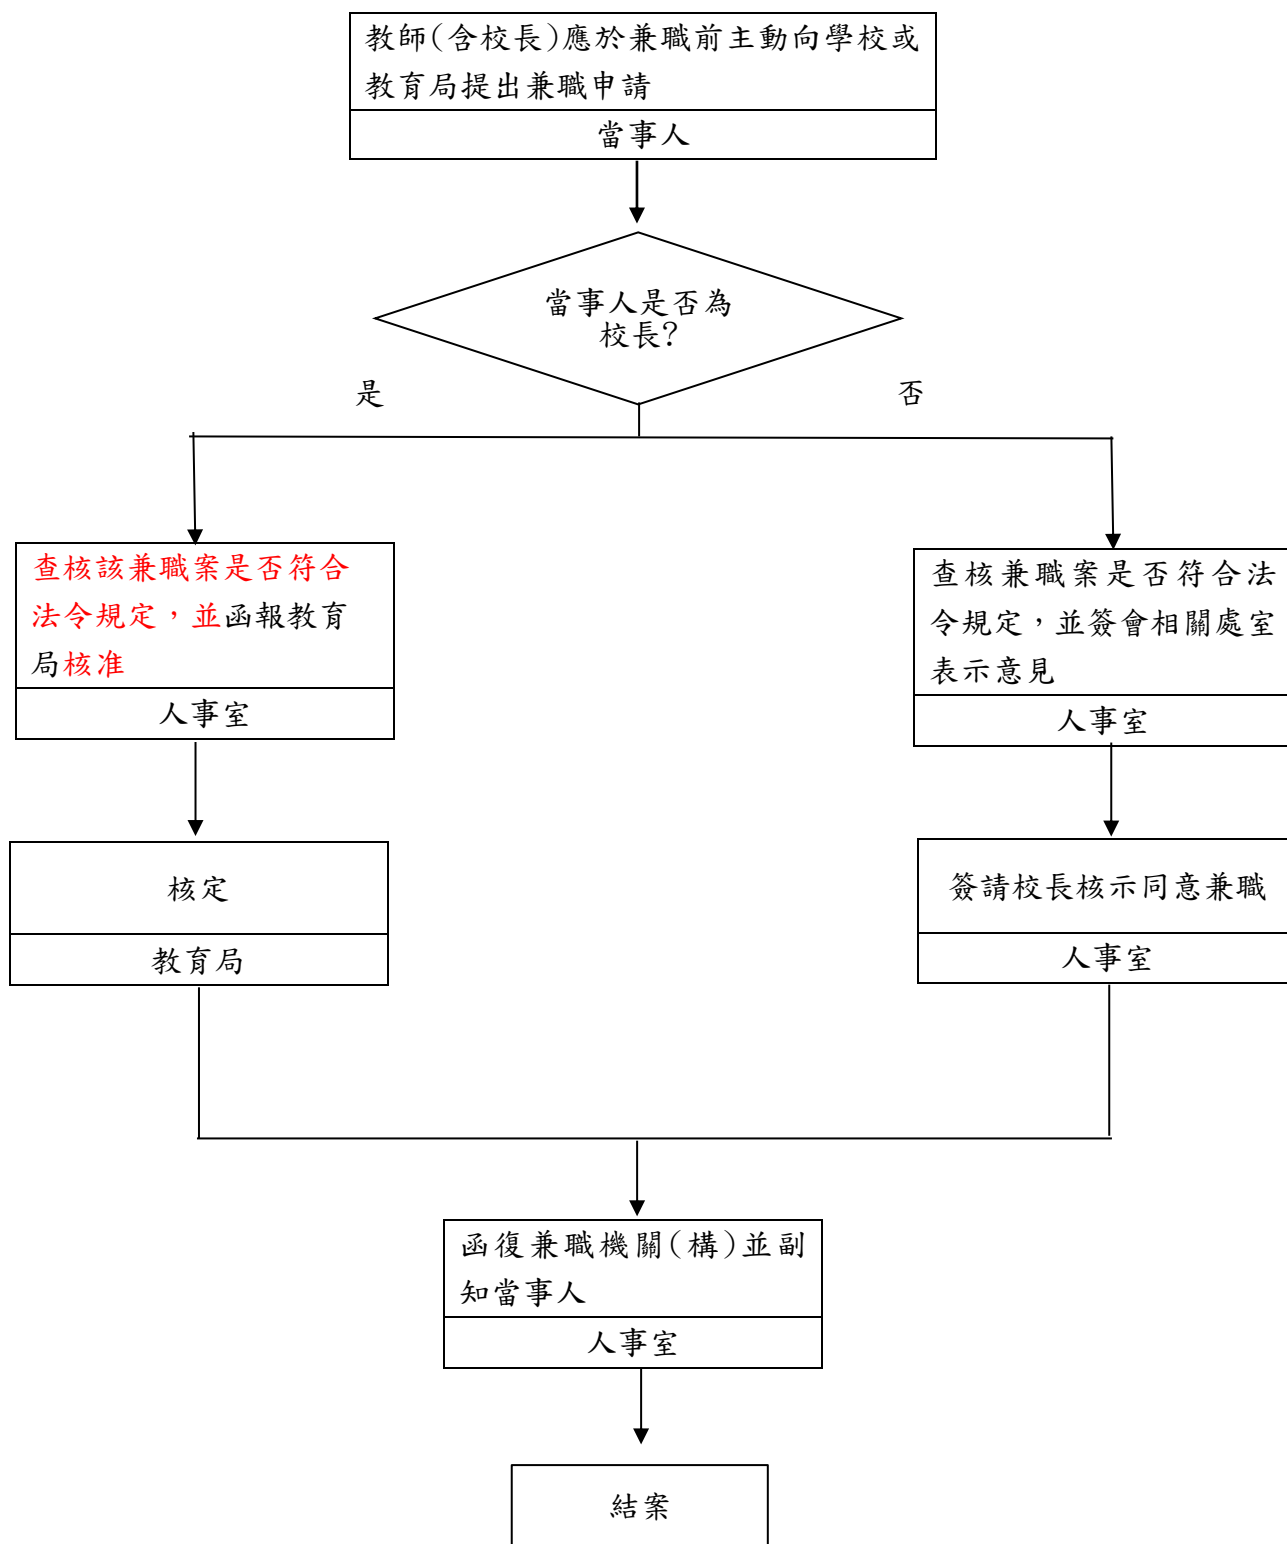 教師(含校長)應於兼職前主動向學校或
教育局提出兼職申請
當事人
當事人是否為
校長?
是
否
查核該兼職案是否符合
法令規定，並函報教育
局核准
人事室
查核兼職案是否符合法
令規定，並簽會相關處室
表示意見
人事室
核定
教育局
簽請校長核示同意兼職
人事室
函復兼職機關(構)並副
知當事人
人事室
結案